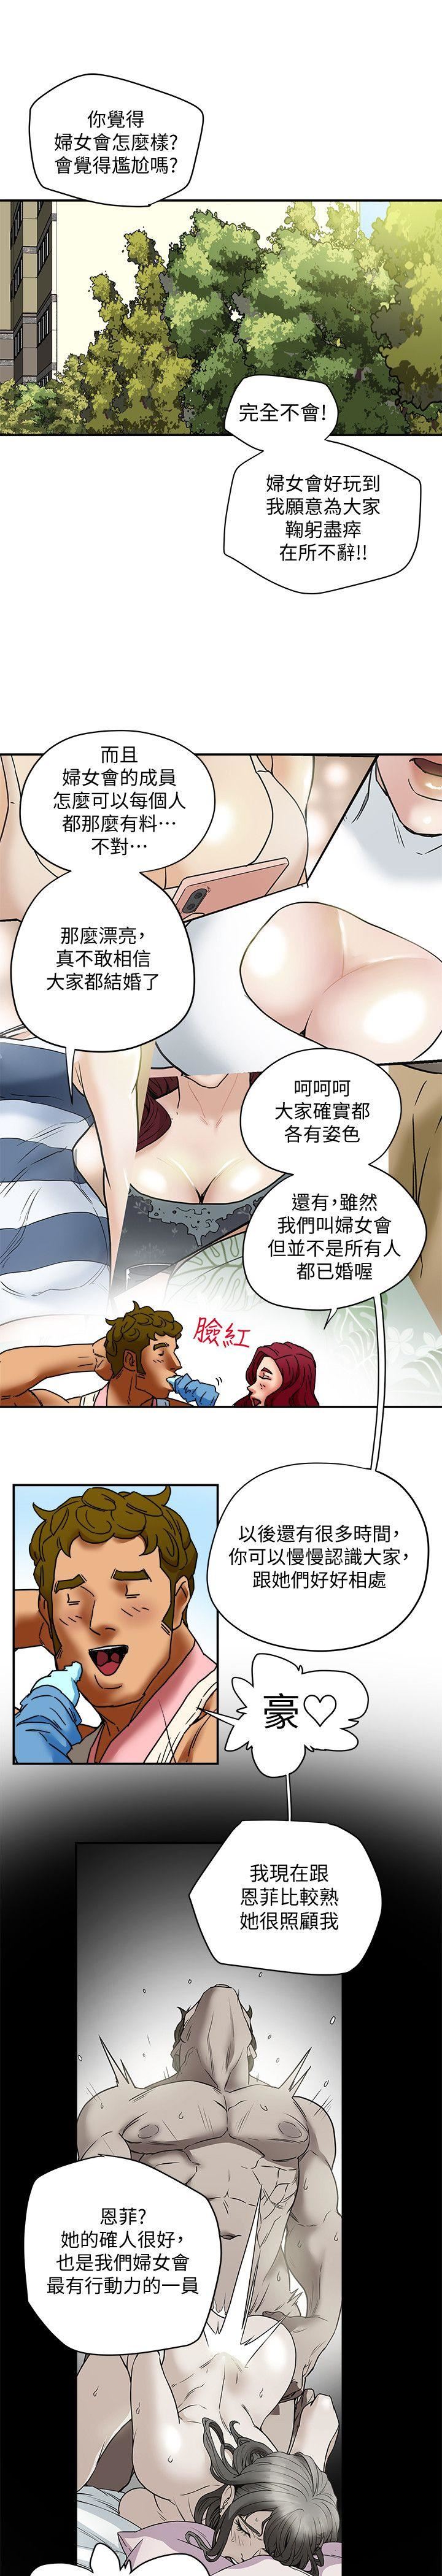 你覺得
婦女會怎麼樣?
會覺得尷尬嗎?
完全不會!
婦女會好玩到
我願意為大家
鞠躬盡瘁
在所不辭!!
而且
婦女會的成員
怎麼可以每個人
都那麼有料…
不對…
那麼漂亮,
真不敢相信
大家都結婚了
呵呵呵
大家確實都
各有姿色
還有,雖然
我們叫婦女會
但並不是所有人
都已婚喔
臉紅
以後還有很多時間,
你可以慢慢認識大家,
跟她們好好相處
豪♡
我現在跟
恩菲比較熟
她很照顧我
恩菲?
她的確人很好,
也是我們婦女會
最有行動力的一員